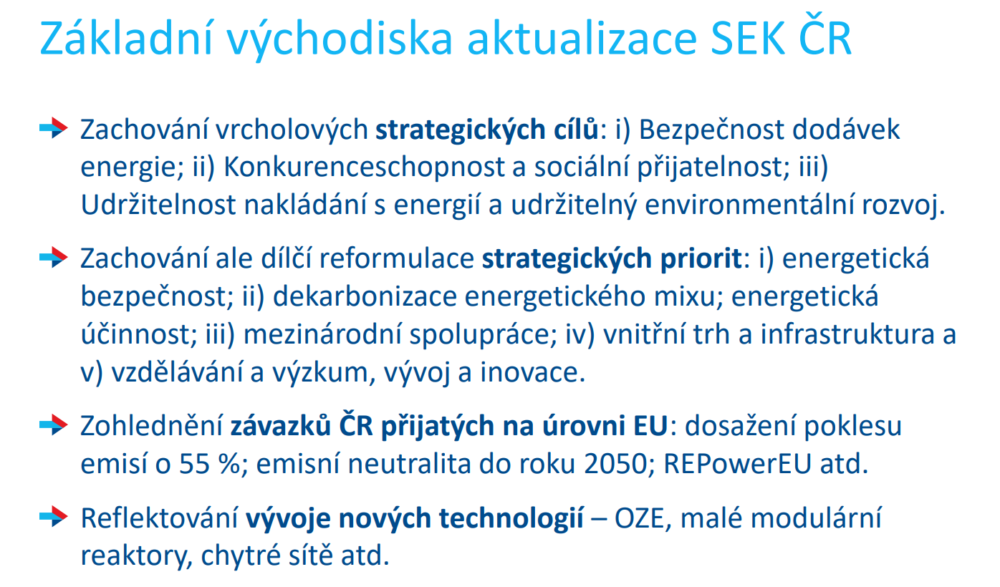 Základní východiska aktualizace SEK ČR
Zachování vrcholových strategických cílů: i) Bezpečnost dodávek
energie; ii) Konkurenceschopnost a sociální přijatelnost; iii)
Udržitelnost nakládání s energií a udržitelný environmentální rozvoj.
Zachování ale dílčí reformulace strategických priorit: i) energetická
bezpečnost; ii) dekarbonizace energetického mixu; energetická
účinnost; iii) mezinárodní spolupráce; iv) vnitřní trh a infrastruktura a
v) vzdělávání a výzkum, vývoj a inovace.
Zohlednění závazků ČR přijatých na úrovni EU: dosažení poklesu
emisí o 55 %; emisní neutralita do roku 2050; REPowerEU atd.
Reflektování vývoje nových technologií – OZE, malé modulární
reaktory, chytré sítě atd.